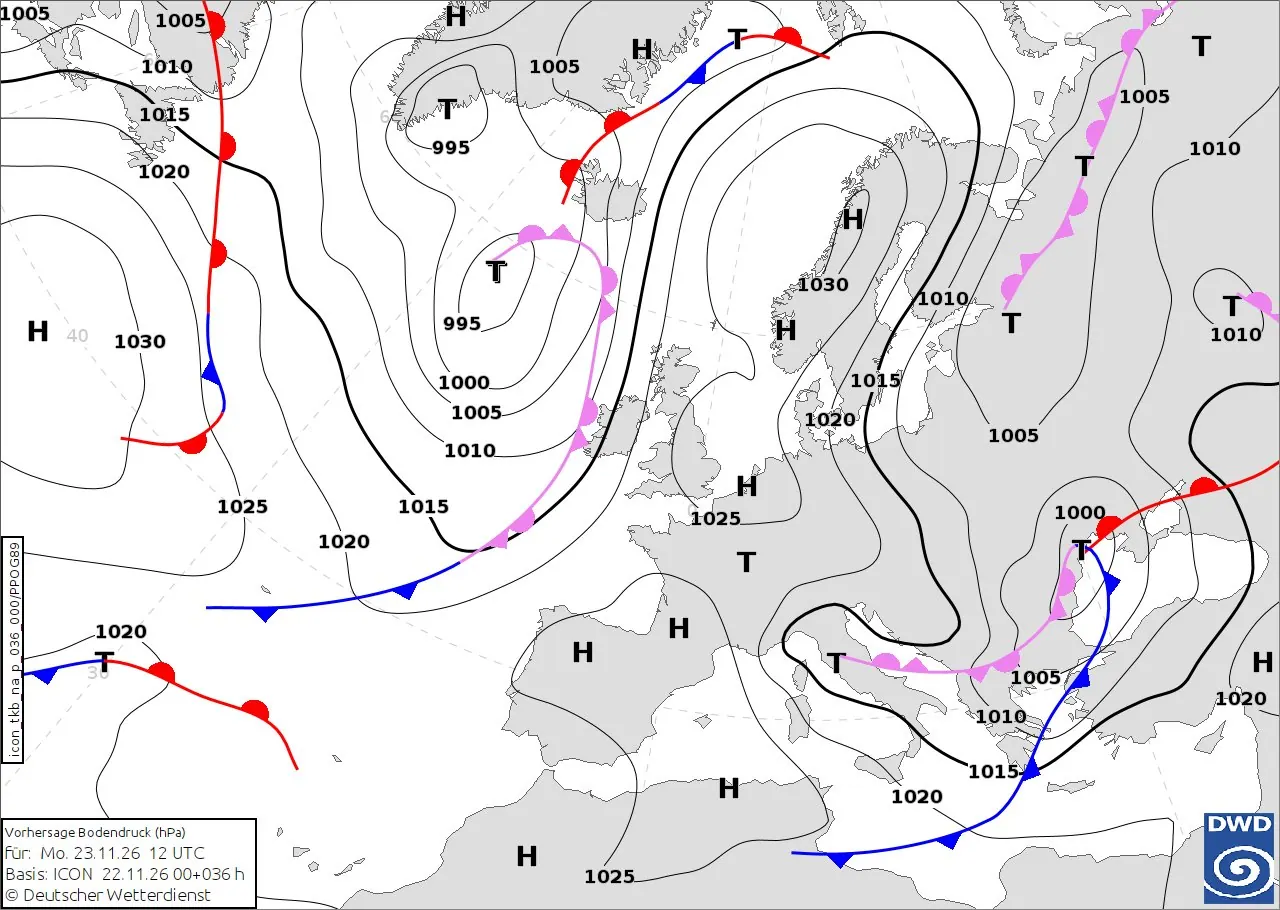 1005
1005
H
H
T
T
1010
1005
1005
T
995
1015
1010
1020
T
H
T
1030
1010
T
995
H
40
1030
H
T
1010
1015
1000
1005
1020
1005
1010
H
1025
1015
1025
1000
1020
T
T
1020
H
H
T
T
H
30
1005
1020
1010
1015
H
1020
H
1025
icon_tkb_na_p_036_000/PPOG89
Vorhersage Bodendruck (hPa)
für: Mo. 23.11.26 12 UTC
Basis: ICON 22.11.26 00+036 h
© Deutscher Wetterdienst
DWD